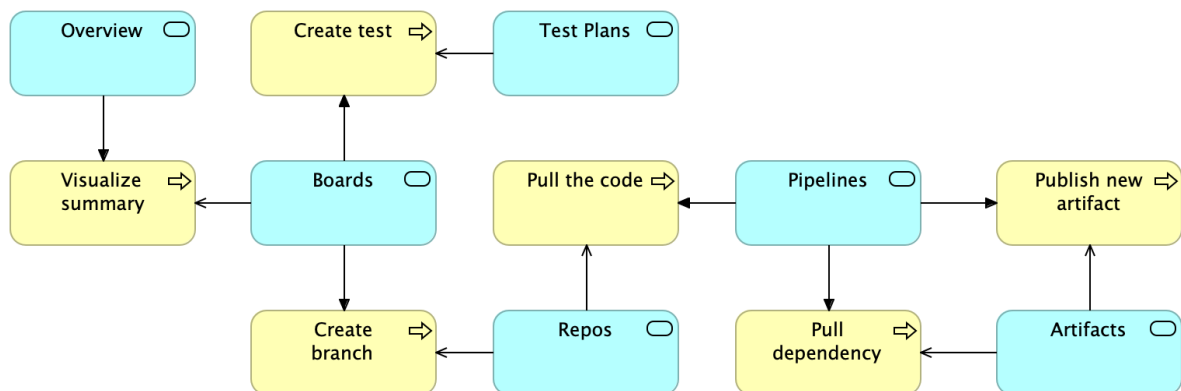 Overview
Create test
Test Plans
Visualize
summary
Boards
Pull the code
Pipelines
Publish new
artifact
Create
branch
Repos
Pull
dependency
Artifacts